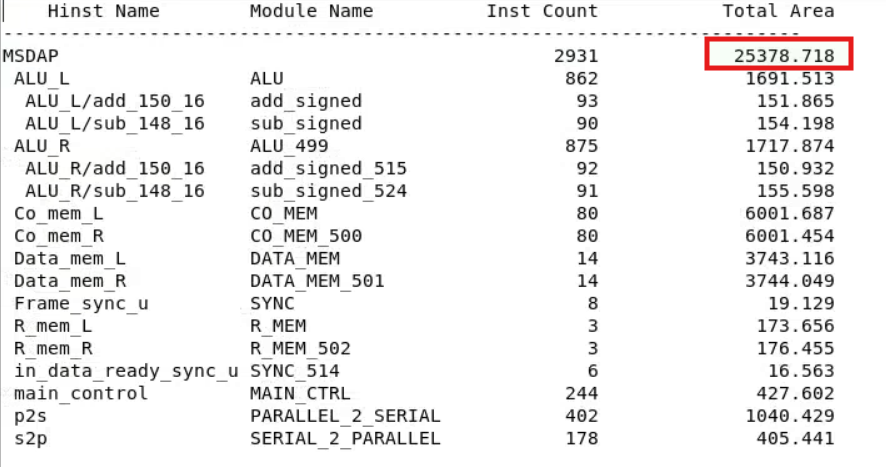 Hinst Name Module Name Inst Count Total Area
--------------------------------------------------------------------
MSDAP 2931 25378.718
ALU_L ALU 862 1691.513
ALU_L/add_150_16 add_signed 93 151.865
ALU_L/sub_148_16 sub_signed 90 154.198
ALU_R ALU_499 875 1717.874
ALU_R/add_150_16 add_signed_515 92 150.932
ALU_R/sub_148_16 sub_signed_524 91 155.598
Co_mem_L CO_MEM 80 6001.687
Co_mem_R CO_MEM_500 80 6001.454
Data_mem_L DATA_MEM 14 3743.116
Data_mem_R DATA_MEM_501 14 3744.049
Frame_sync_u SYNC 8 19.129
R_mem_L R_MEM 3 173.656
R_mem_R R_MEM_502 3 176.455
in_data_ready_sync_u SYNC_514 6 16.563
main_control MAIN_CTRL 244 427.602
p2s PARALLEL_2_SERIAL 402 1040.429
s2p SERIAL_2_PARALLEL 178 405.441